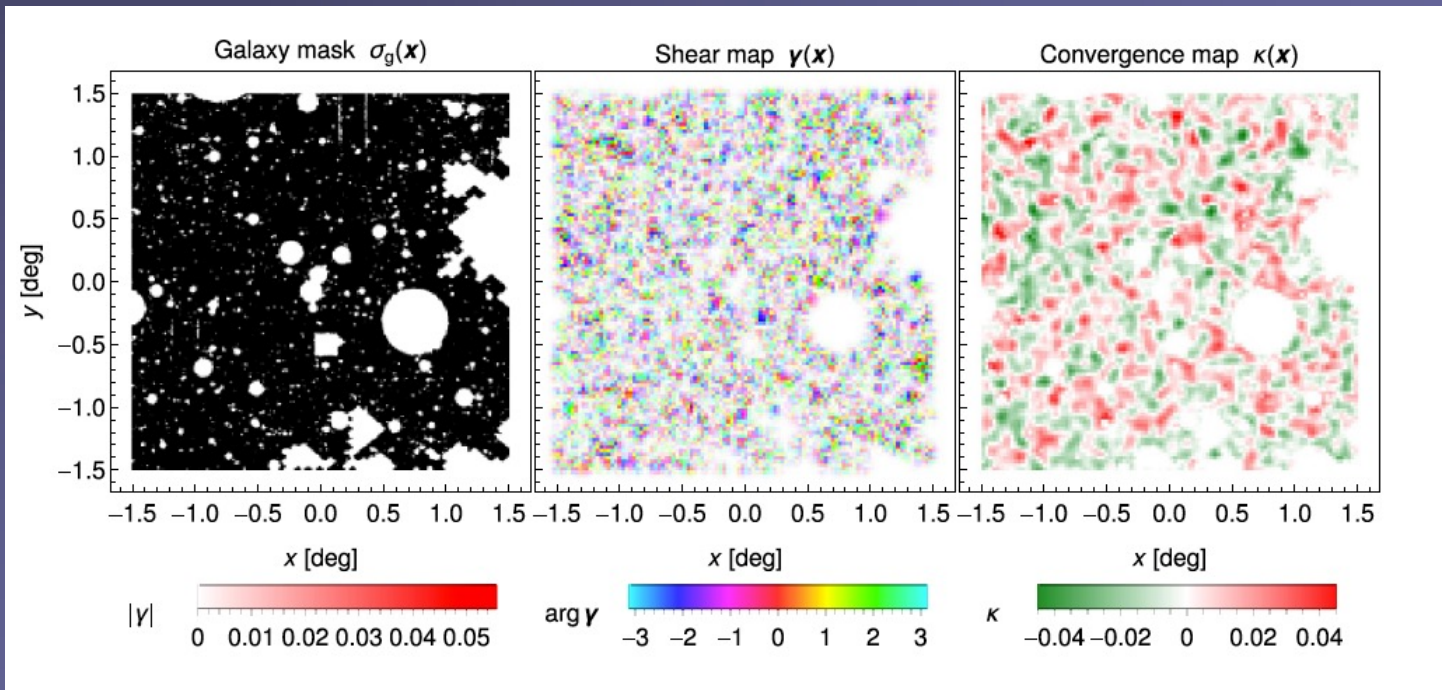 Galaxy mask σg(x) Shear map γ(x) Convergence map κ(x)
1.5
1.0
0.5
0.0
−0.5
−1.0
−1.5
y [deg]
−1.5 −1.0 −0.5 0.0 0.5 1.0 1.5 −1.5 −1.0 −0.5 0.0 0.5 1.0 1.5 −1.5 −1.0 −0.5 0.0 0.5 1.0 1.5
x [deg] x [deg] x [deg]
|γ| arg γ κ
0 0.01 0.02 0.03 0.04 0.05 −3 −2 −1 0 1 2 3 −0.04 −0.02 0 0.02 0.04